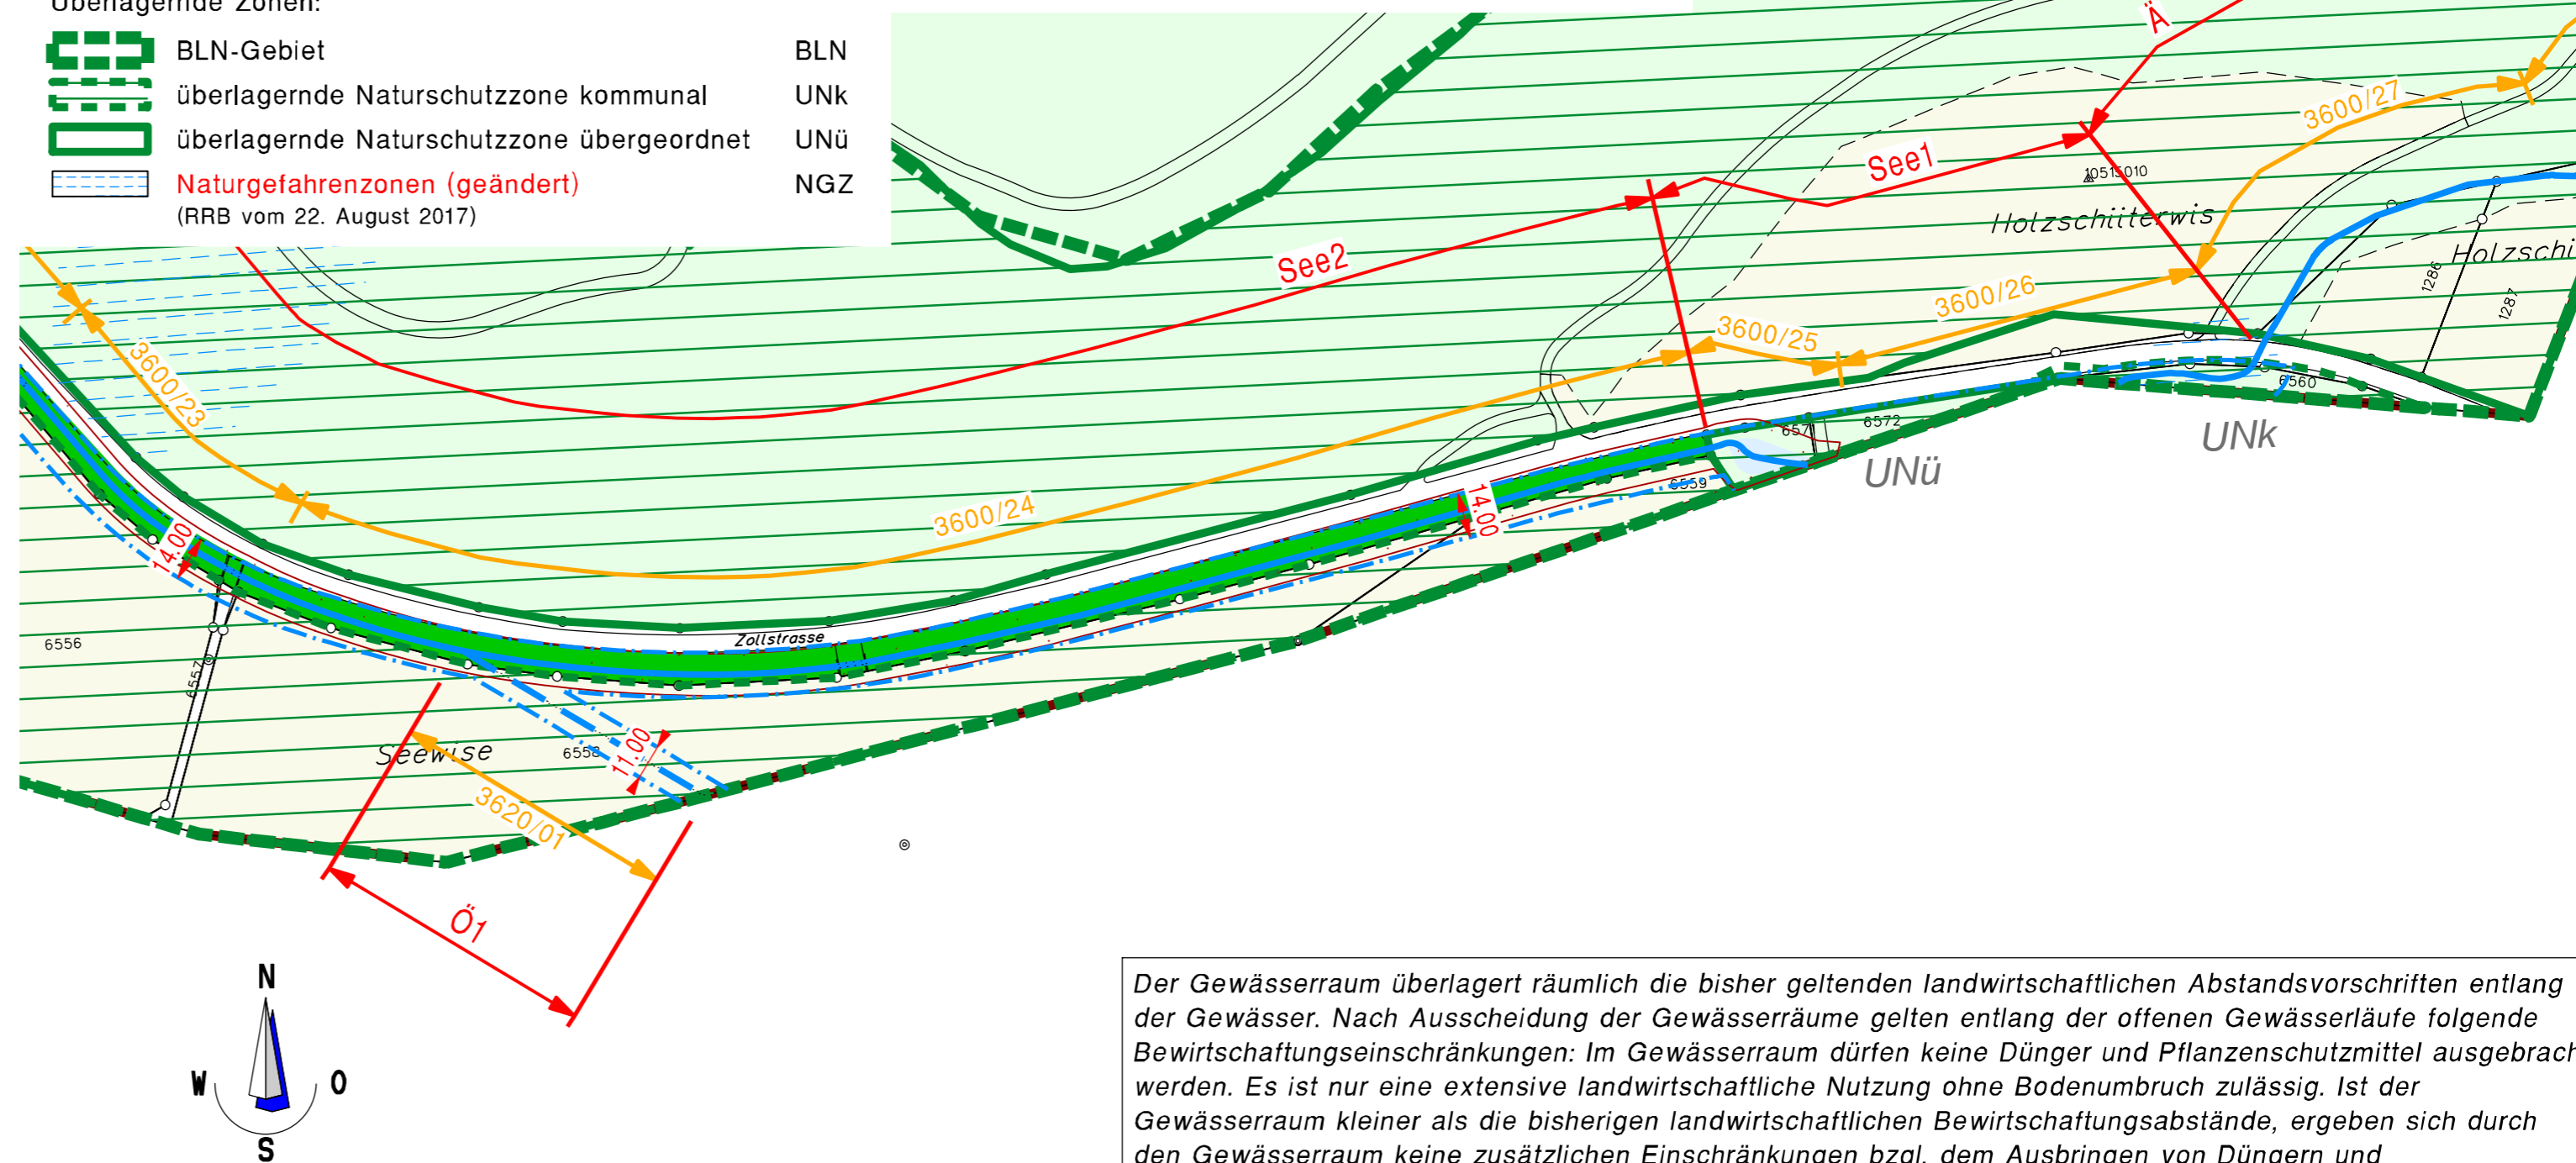 Überlagernde Zonen:
BLN-Gebiet BLN
überlagernde Naturschutzzone kommunal UNk
überlagernde Naturschutzzone übergeordnet UNü
Naturgefahrenzonen (geändert) NGZ
(RRB vom 22. August 2017)
Ä
3600/27
See1
10515010
Holzschiiterwis
Holzschi
See2
1286
1287
3600/26
3600/25
3600/23
6560
6572
657
UNk
UNü
6559
14.00
3600/24
14.00
Zollstrasse
6556
6557
Seewise
6558
11.00
3620/01
Ö1
N
W O
S
Der Gewässerraum überlagert räumlich die bisher geltenden landwirtschaftlichen Abstandsvorschriften entlang
der Gewässer. Nach Ausscheidung der Gewässerräume gelten entlang der offenen Gewässerläufe folgende
Bewirtschaftungseinschränkungen: Im Gewässerraum dürfen keine Dünger und Pflanzenschutzmittel ausgebrach
werden. Es ist nur eine extensive landwirtschaftliche Nutzung ohne Bodenumbruch zulässig. Ist der
Gewässerraum kleiner als die bisherigen landwirtschaftlichen Bewirtschaftungsabstände, ergeben sich durch
den Gewässerraum keine zusätzlichen Einschränkungen bzgl. dem Ausbringen von Düngern und